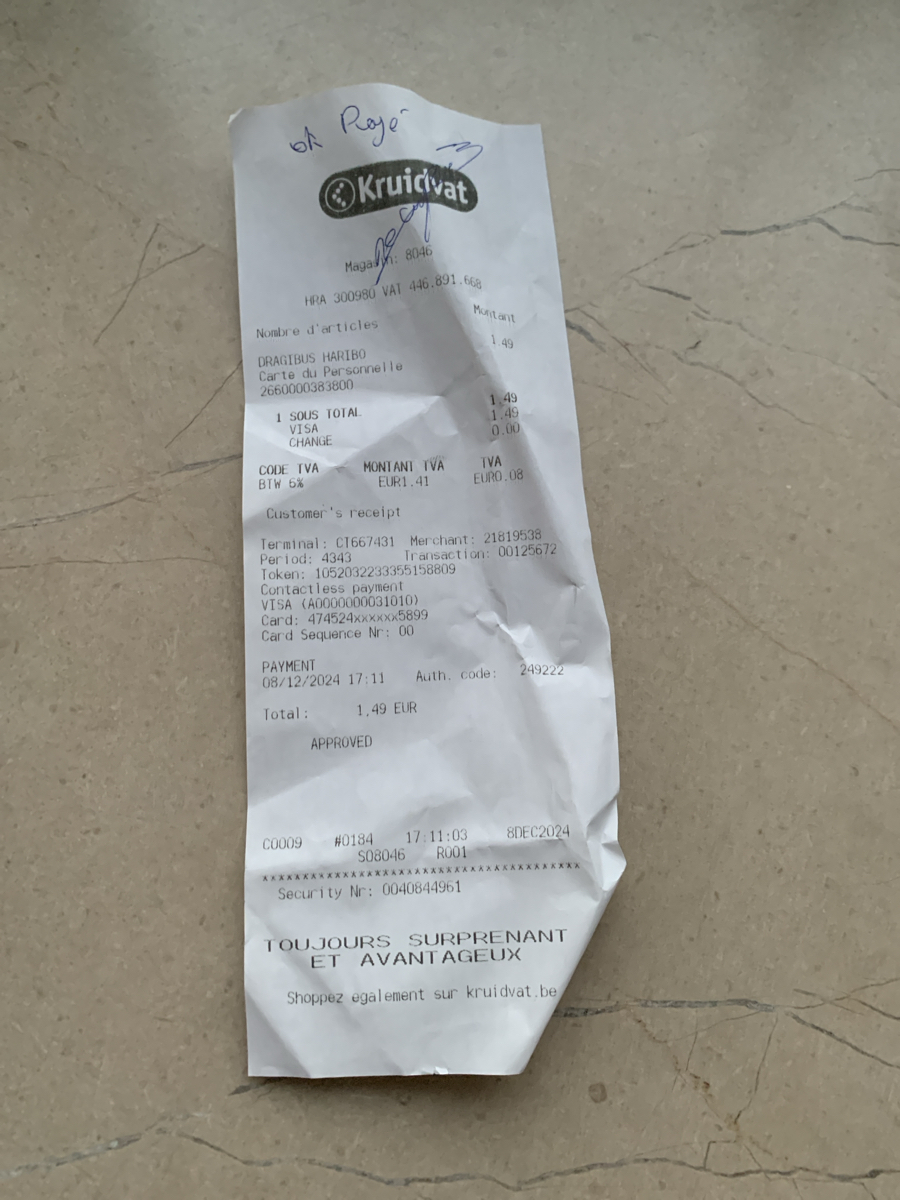 ok
Kruidvat
Magasin: 8046
HRA 300980 VAT 446.891.668
Nombre d'articles Montant
DRAGIBUS HARIBO 1.49
Carte du Personnelle
2660000383800
1 SOUS TOTAL 1.49
VISA 1.49
CHANGE 0.00
CODE TVA MONTANT TVA TVA
BTW 6% EUR1.41 EUR0.08
Customer's receipt
Terminal: CT667431 Merchant: 21819538
Period: 4343 Transaction: 00125672
Token: 1052032233355158809
Contactless payment
VISA (A0000000031010)
Card: 474524xxxxxx5899
Card Sequence Nr: 00
PAYMENT
08/12/2024 17:11 Auth. code: 249222
Total: 1,49 EUR
APPROVED
C0009 #0184 17:11:03 8DEC2024
S08046 R001
****************************************
Security Nr: 0040844961
TOUJOURS SURPRENANT
ET AVANTAGEUX
Shoppez egalement sur kruidvat.be